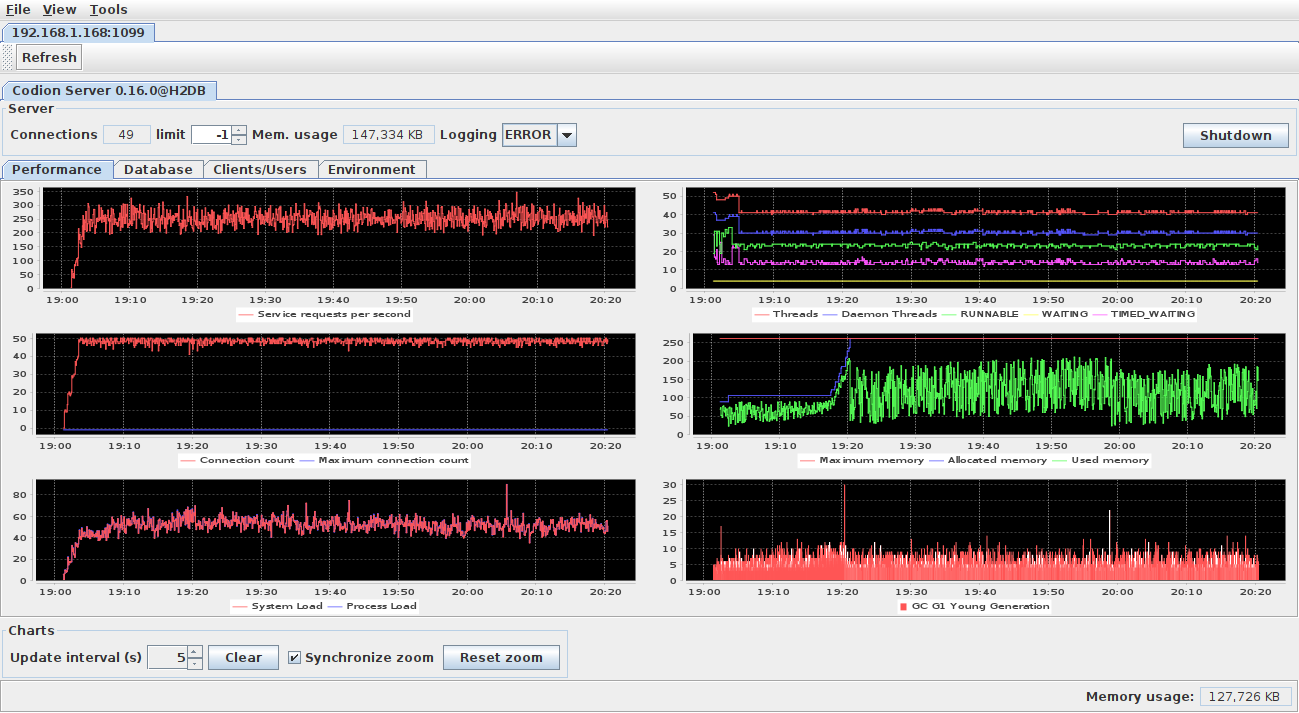 File View Tools
192.168.1.168:1099
Refresh
Codion Server 0.16.0@H2DB
Server
Connections 49 limit -1 Mem. usage 147,334 KB Logging ERROR Shutdown
Performance Database Clients/Users Environment
350
300
250
200
150
100
50
0
19:00 19:10 19:20 19:30 19:40 19:50 20:00 20:10 20:20
Service requests per second
50
40
30
20
10
0
19:00 19:10 19:20 19:30 19:40 19:50 20:00 20:10 20:20
Threads Daemon Threads RUNNABLE WAITING TIMED_WAITING
50
40
30
20
10
0
19:00 19:10 19:20 19:30 19:40 19:50 20:00 20:10 20:20
Connection count Maximum connection count
250
200
150
100
50
0
19:00 19:10 19:20 19:30 19:40 19:50 20:00 20:10 20:20
Maximum memory Allocated memory Used memory
80
60
40
20
0
19:00 19:10 19:20 19:30 19:40 19:50 20:00 20:10 20:20
System Load Process Load
30
25
20
15
10
5
0
19:00 19:10 19:20 19:30 19:40 19:50 20:00 20:10 20:20
GC G1 Young Generation
Charts
Update interval (s) 5 Clear Synchronize zoom Reset zoom
Memory usage: 127,726 KB